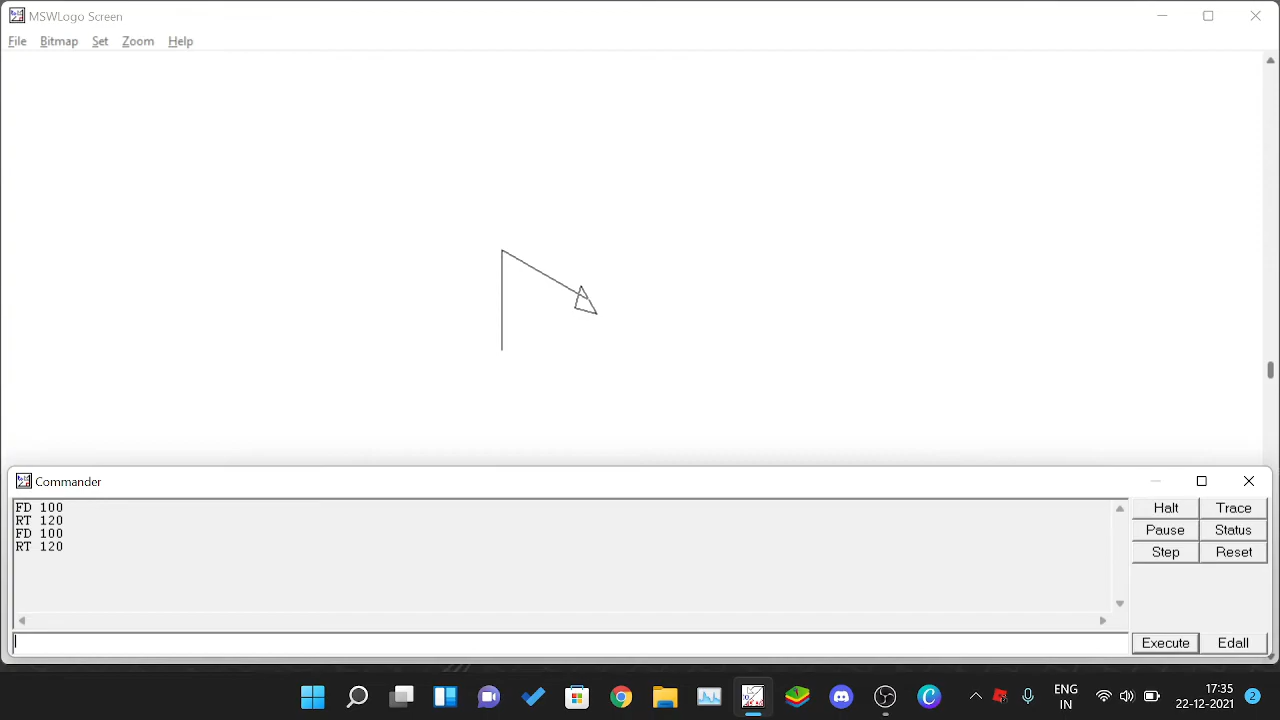 MSWLogo Screen
File Bitmap Set Zoom Help
Commander
FD 100
RT 120
FD 100
RT 120
Halt Trace
Pause Status
Step Reset
Execute Edall
ENG
IN
17:35
22-12-2021
2